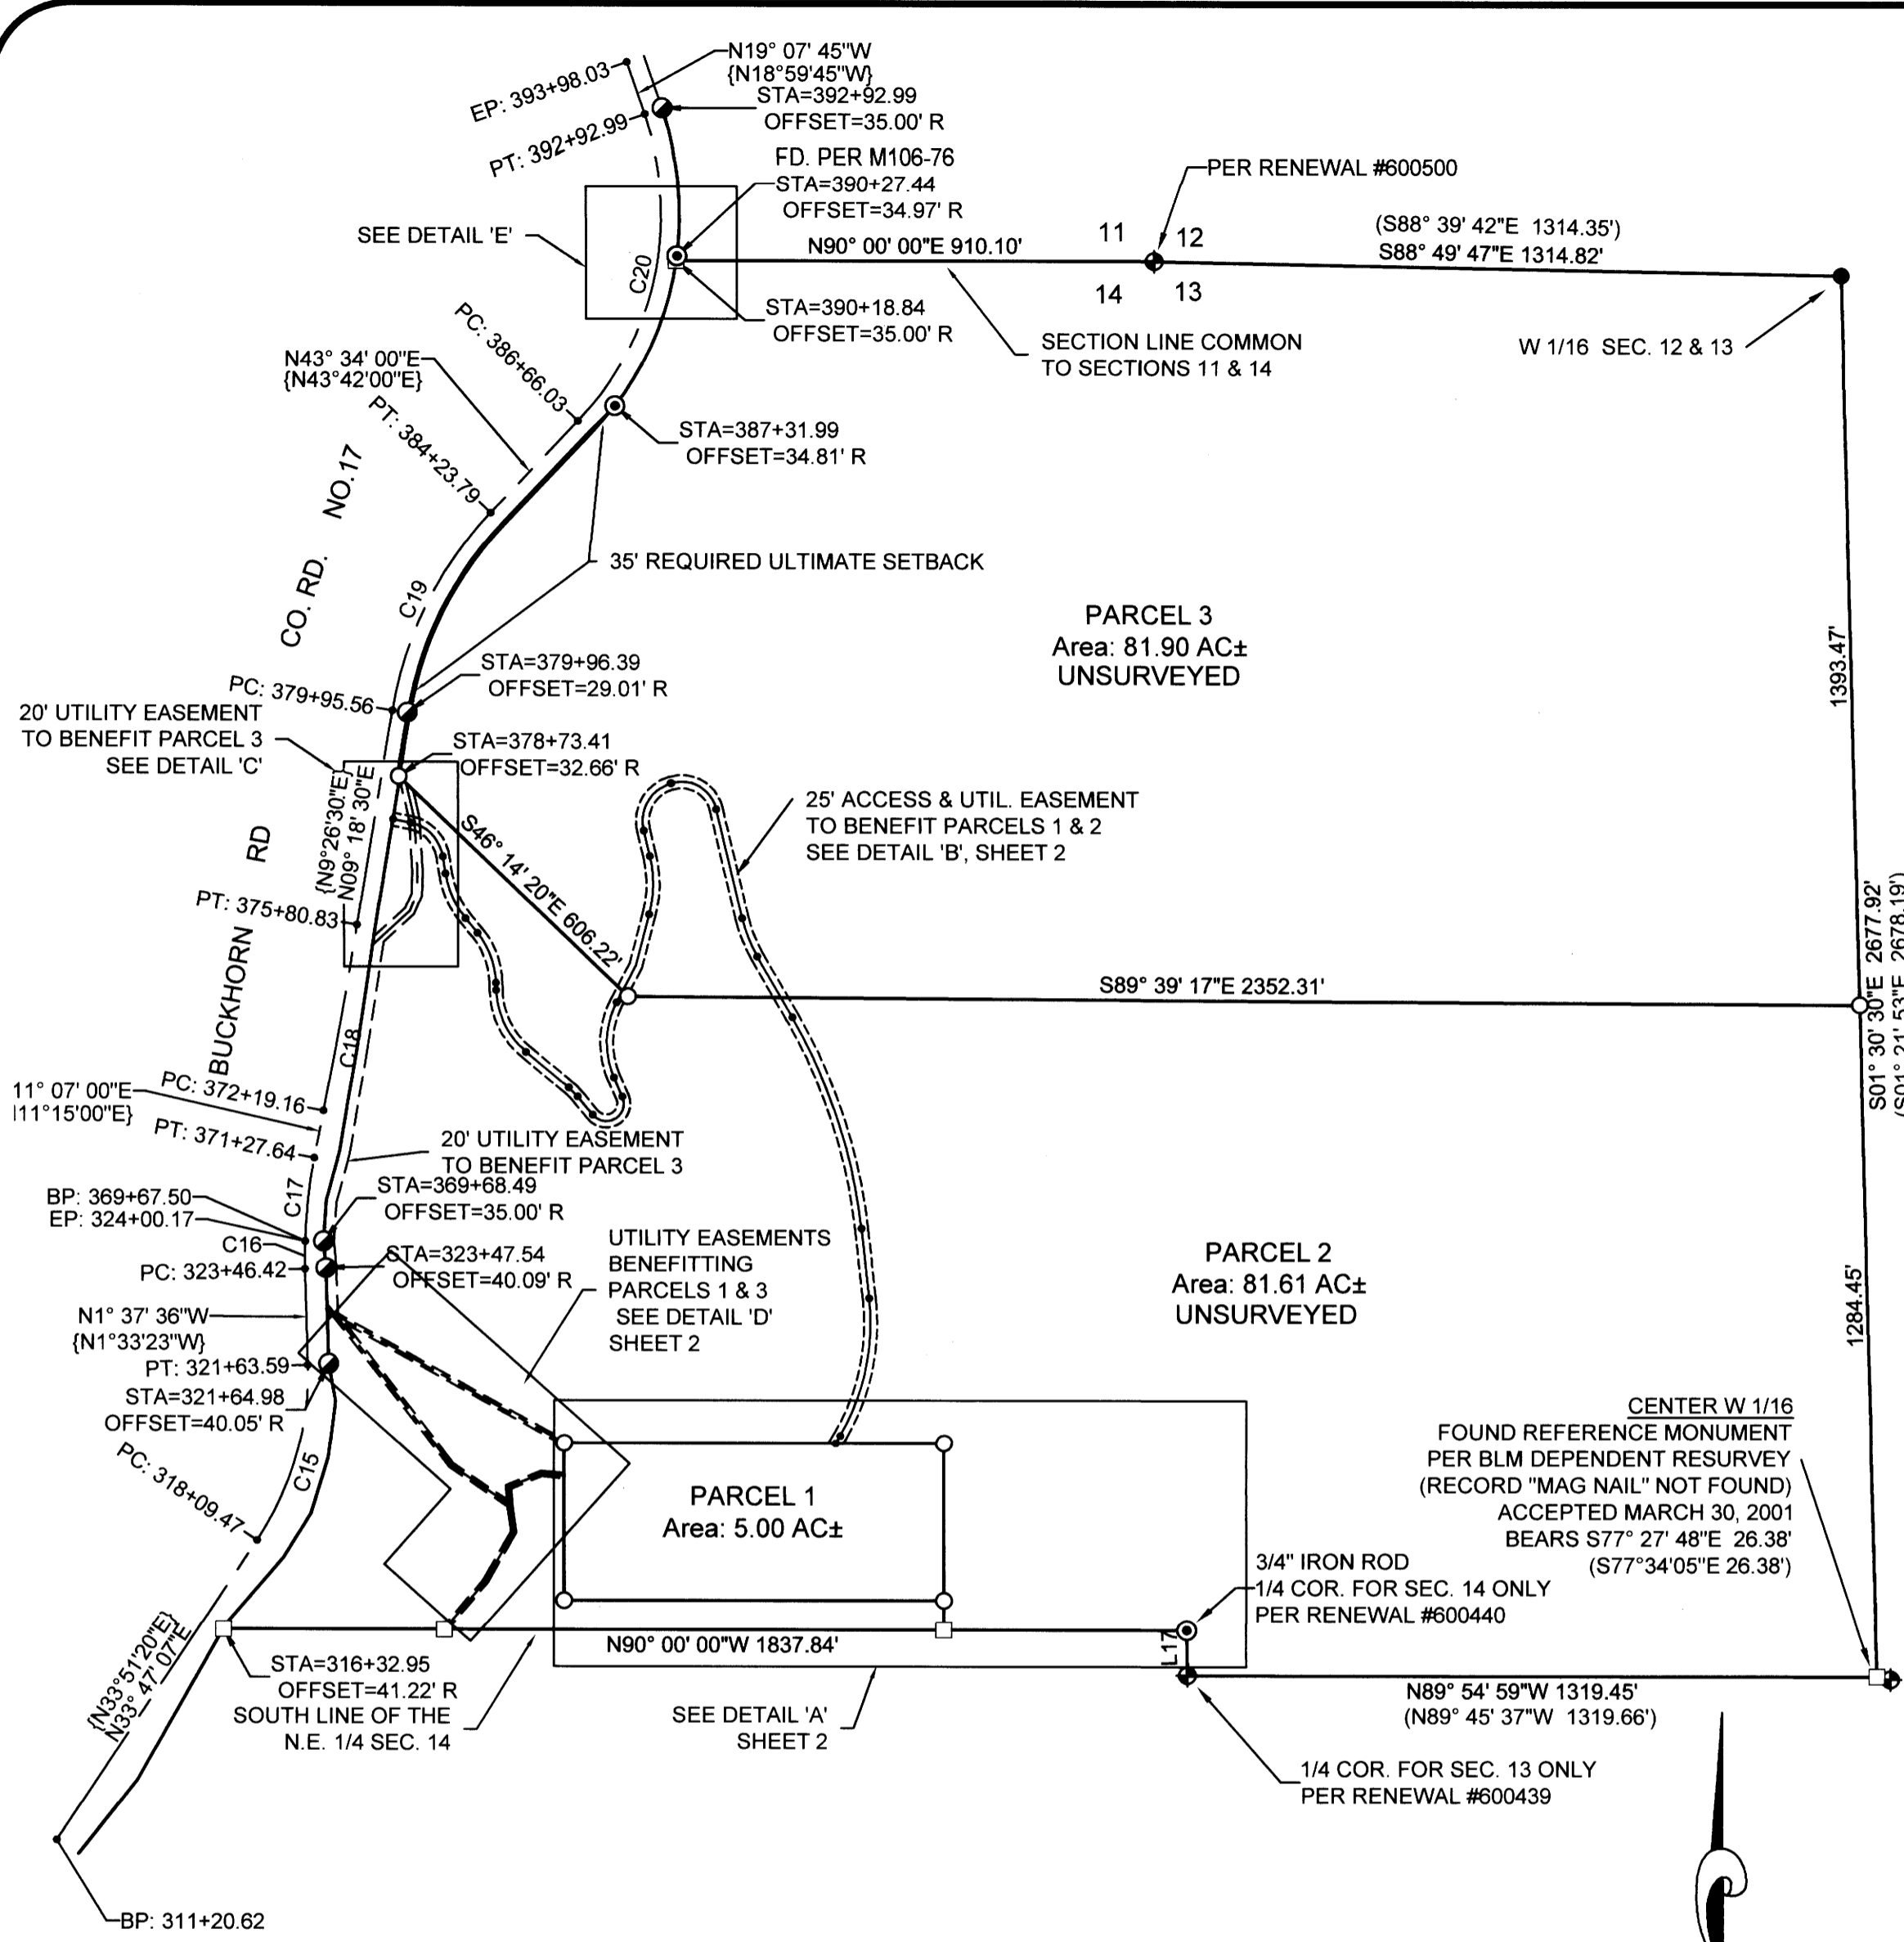 N19° 07' 45"W
{N18°59'45"W}
EP: 393+98.03
STA=392+92.99
OFFSET=35.00' R
PT: 392+92.99
FD. PER M106-76
STA=390+27.44
OFFSET=34.97' R
PER RENEWAL #600500
SEE DETAIL 'E'
N90° 00' 00"E 910.10'
11
12
14
13
(S88° 39' 42"E 1314.35')
S88° 49' 47"E 1314.82'
C20
STA=390+18.84
OFFSET=35.00' R
SECTION LINE COMMON
TO SECTIONS 11 & 14
W 1/16 SEC. 12 & 13
PC: 386+66.03
N43° 34' 00"E
{N43°42'00"E}
PT: 384+23.79
STA=387+31.99
OFFSET=34.81' R
CO. RD. NO.17
35' REQUIRED ULTIMATE SETBACK
C19
PARCEL 3
Area: 81.90 AC±
UNSURVEYED
1393.47'
STA=379+96.39
OFFSET=29.01' R
PC: 379+95.56
20' UTILITY EASEMENT
TO BENEFIT PARCEL 3
SEE DETAIL 'C'
STA=378+73.41
OFFSET=32.66' R
{N9°26'30"E}
N09° 18' 30"E
25' ACCESS & UTIL. EASEMENT
TO BENEFIT PARCELS 1 & 2
SEE DETAIL 'B', SHEET 2
S46° 14' 20"E 606.22'
PT: 375+80.83
BUCKHORN RD
S89° 39' 17"E 2352.31'
S01° 30' 30"E 2677.92'
(S01° 21' 53"E 2678.19')
C18
PC: 372+19.16
11° 07' 00"E
11°15'00"E}
PT: 371+27.64
20' UTILITY EASEMENT
TO BENEFIT PARCEL 3
C17
BP: 369+67.50
EP: 324+00.17
STA=369+68.49
OFFSET=35.00' R
C16
PC: 323+46.42
STA=323+47.54
OFFSET=40.09' R
UTILITY EASEMENTS
BENEFITTING
PARCELS 1 & 3
SEE DETAIL 'D'
SHEET 2
PARCEL 2
Area: 81.61 AC±
UNSURVEYED
1284.45'
N1° 37' 36"W
{N1°33'23"W}
PT: 321+63.59
STA=321+64.98
OFFSET=40.05' R
PC: 318+09.47
C15
CENTER W 1/16
FOUND REFERENCE MONUMENT
PER BLM DEPENDENT RESURVEY
(RECORD "MAG NAIL" NOT FOUND)
ACCEPTED MARCH 30, 2001
BEARS S77° 27' 48"E 26.38'
(S77°34'05"E 26.38')
PARCEL 1
Area: 5.00 AC±
3/4" IRON ROD
1/4 COR. FOR SEC. 14 ONLY
PER RENEWAL #600440
N90° 00' 00"W 1837.84'
L17
{N33°51'20"E}
N33° 47' 07"E
STA=316+32.95
OFFSET=41.22' R
SOUTH LINE OF THE
N.E. 1/4 SEC. 14
SEE DETAIL 'A'
SHEET 2
N89° 54' 59"W 1319.45'
(N89° 45' 37"W 1319.66')
1/4 COR. FOR SEC. 13 ONLY
PER RENEWAL #600439
BP: 311+20.62